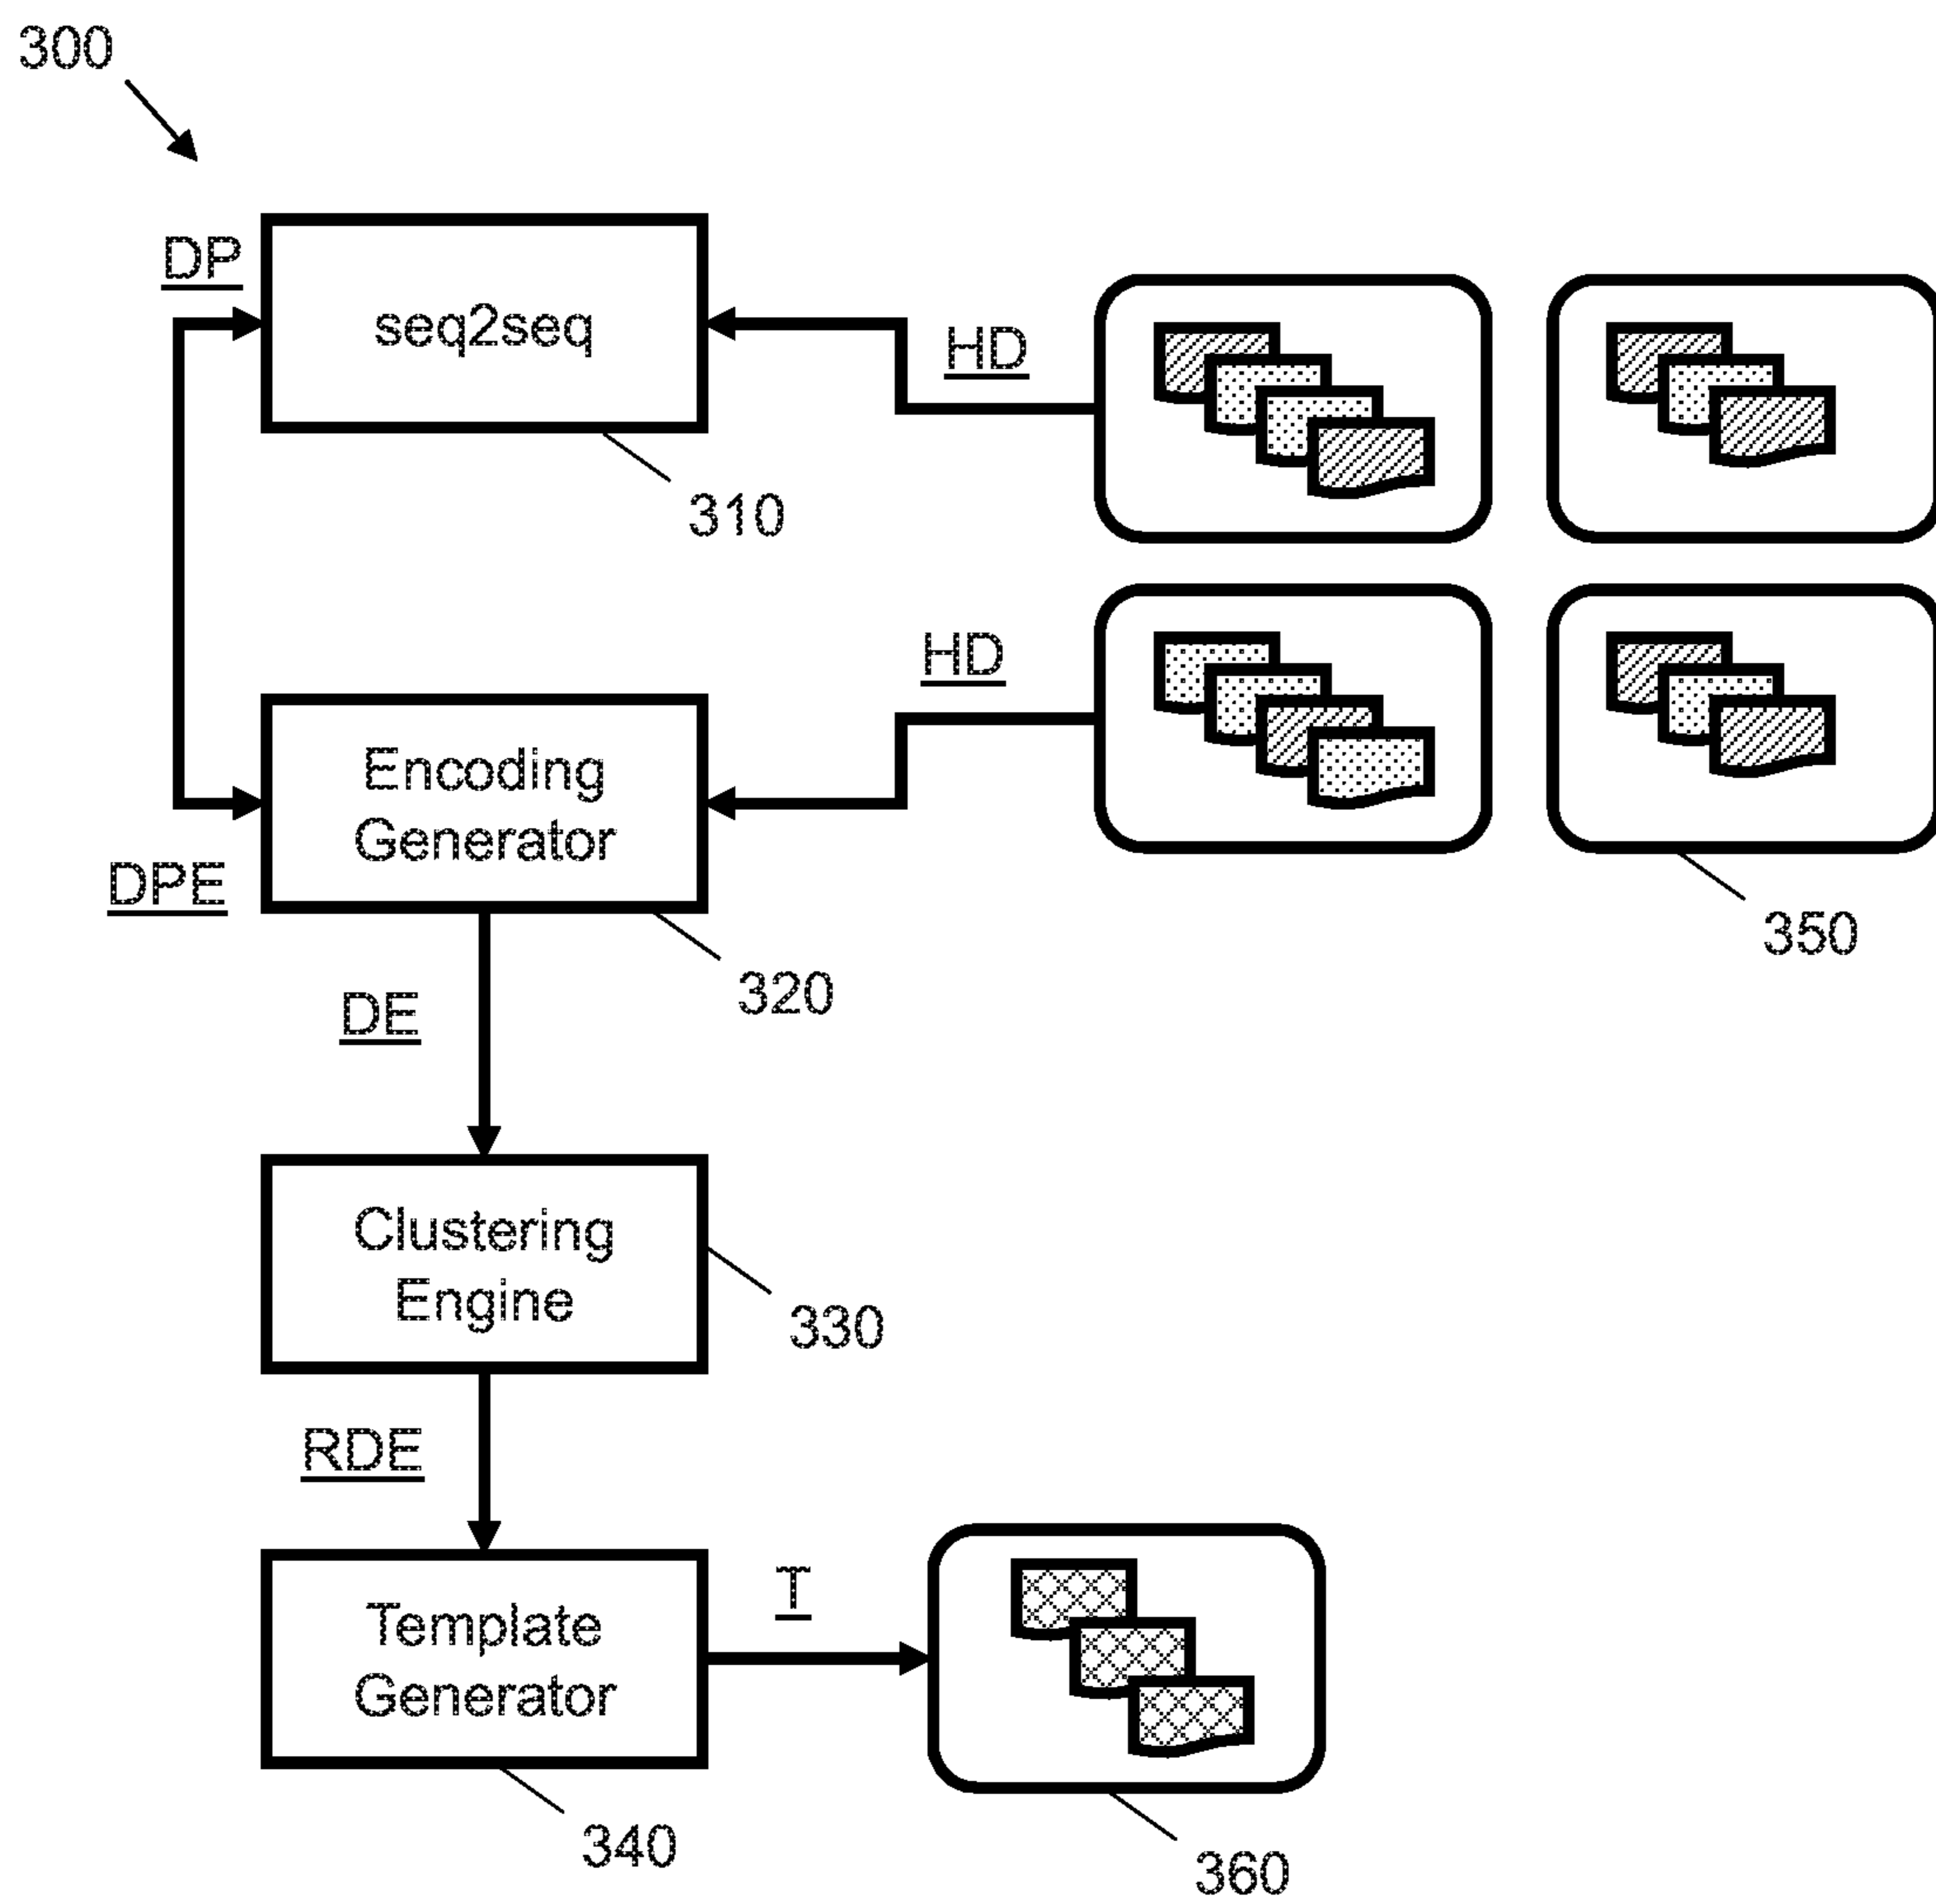 300
DP
seq2seq
HD
310
HD
Encoding
Generator
DPE
350
320
DE
Clustering
Engine
330
RDE
T
Template
Generator
340
360